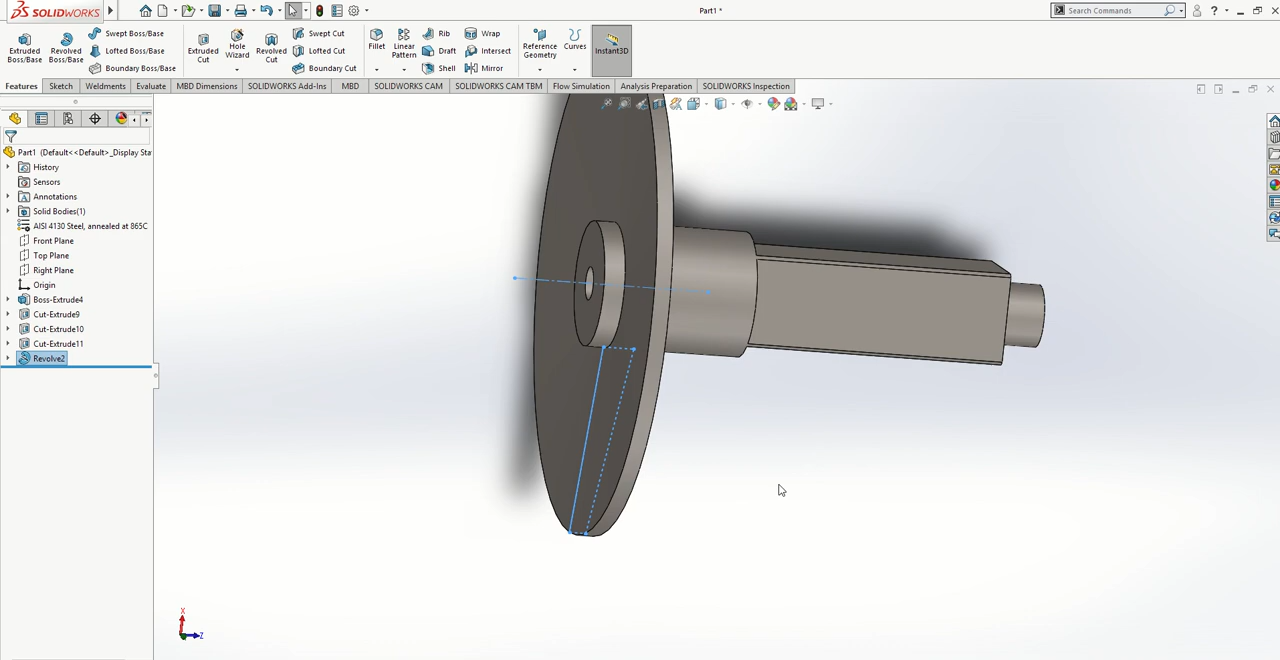 SOLIDWORKS
Part1 *
Search Commands
Extruded Boss/Base
Revolved Boss/Base
Swept Boss/Base
Lofted Boss/Base
Boundary Boss/Base
Extruded Cut
Hole Wizard
Revolved Cut
Swept Cut
Lofted Cut
Boundary Cut
Fillet
Linear Pattern
Rib
Draft
Shell
Wrap
Intersect
Mirror
Reference Geometry
Curves
Instant3D
Features Sketch Weldments Evaluate MBD Dimensions SOLIDWORKS Add-Ins MBD SOLIDWORKS CAM SOLIDWORKS CAM TBM Flow Simulation Analysis Preparation SOLIDWORKS Inspection
Part1 (Default<<Default>_Display Sta
History
Sensors
Annotations
Solid Bodies(1)
AISI 4130 Steel, annealed at 865C
Front Plane
Top Plane
Right Plane
Origin
Boss-Extrude4
Cut-Extrude9
Cut-Extrude10
Cut-Extrude11
Revolve2
X
Z